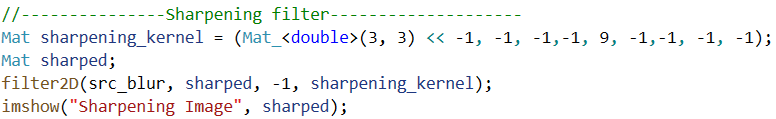 //---------------Sharpening filter--------------------
Mat sharpening_kernel = (Mat_<double>(3, 3) << -1, -1, -1,-1, 9, -1,-1, -1, -1);
Mat sharped;
filter2D(src_blur, sharped, -1, sharpening_kernel);
imshow("Sharpening Image", sharped);